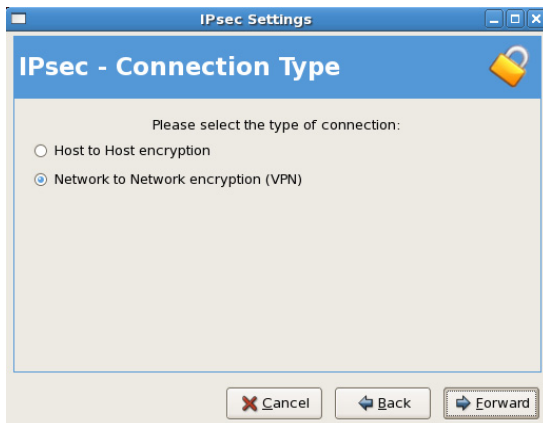 IPsec Settings
IPsec - Connection Type
Please select the type of connection:
Host to Host encryption
Network to Network encryption (VPN)
Cancel Back Forward